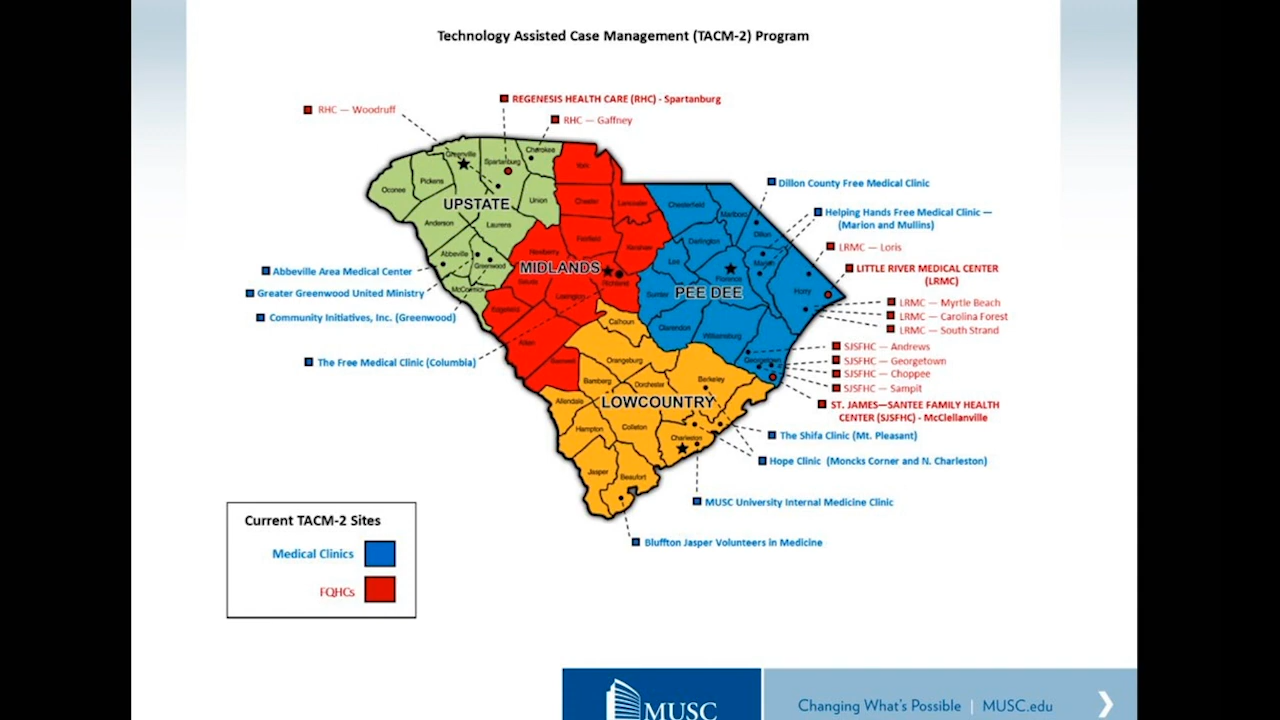 Technology Assisted Case Management (TACM-2) Program
REGENESIS HEALTH CARE (RHC) - Spartanburg
RHC — Woodruff
RHC — Gaffney
Greenville
Spartanburg
Cherokee
York
Oconee
Pickens
Union
Chester
Lancaster
Chesterfield
Marlboro
Dillon County Free Medical Clinic
UPSTATE
Anderson
Laurens
Fairfield
Kershaw
Darlington
Dillon
Helping Hands Free Medical Clinic —
(Marion and Mullins)
LRMC — Loris
Abbeville
Greenwood
Newberry
MIDLANDS
Lee
Florence
Marion
Abbeville Area Medical Center
McCormick
Saluda
Lexington
Richland
Sumter
PEE DEE
Horry
LITTLE RIVER MEDICAL CENTER
(LRMC)
Greater Greenwood United Ministry
Edgefield
LRMC — Myrtle Beach
Community Initiatives, Inc. (Greenwood)
Calhoun
Clarendon
Williamsburg
LRMC — Carolina Forest
LRMC — South Strand
Aiken
SJSFHC — Andrews
The Free Medical Clinic (Columbia)
Barnwell
Orangeburg
Georgetown
SJSFHC — Georgetown
SJSFHC — Choppee
Bamberg
Dorchester
Berkeley
SJSFHC — Sampit
Allendale
LOWCOUNTRY
ST. JAMES—SANTEE FAMILY HEALTH
CENTER (SJSFHC) - McClellanville
Hampton
Colleton
Charleston
The Shifa Clinic (Mt. Pleasant)
Hope Clinic (Moncks Corner and N. Charleston)
Jasper
Beaufort
MUSC University Internal Medicine Clinic
Bluffton Jasper Volunteers in Medicine
Current TACM-2 Sites
Medical Clinics
FQHCs
MUSC
Changing What's Possible | MUSC.edu